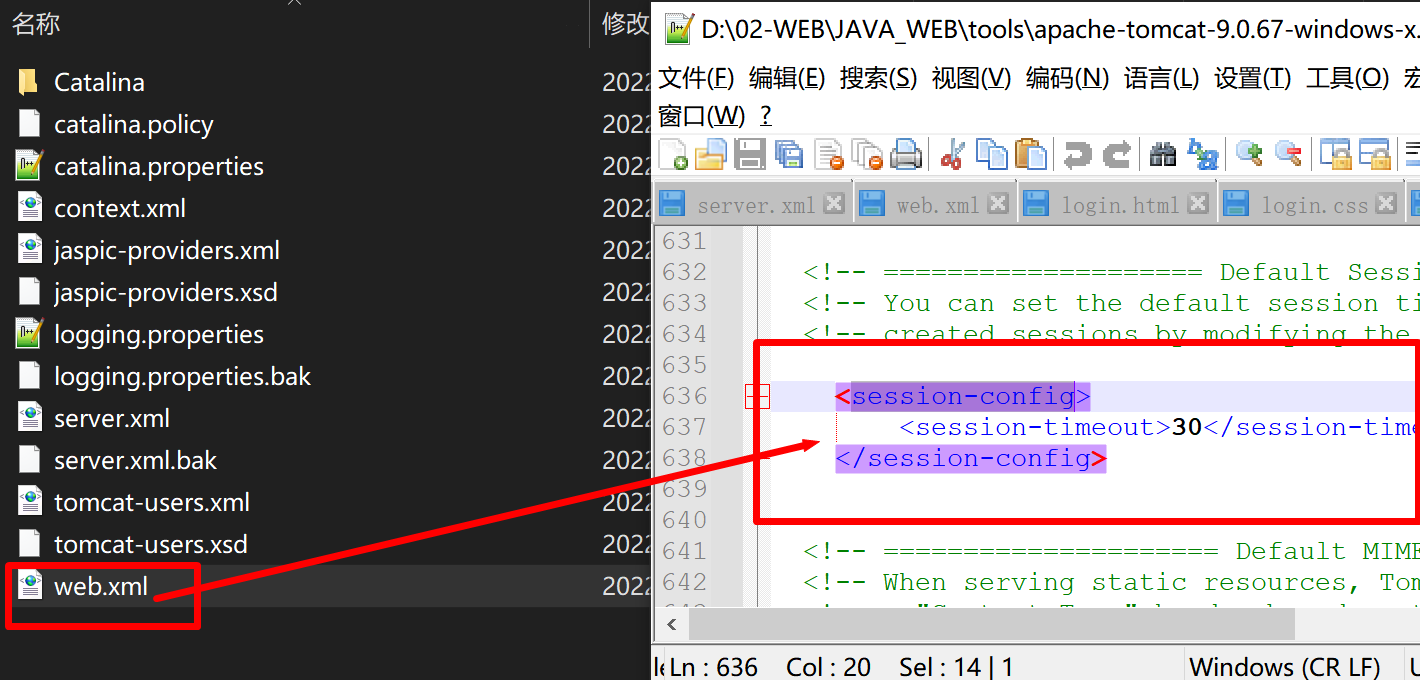 名称
修改
Catalina
2022
catalina.policy
2022
catalina.properties
2022
context.xml
2022
jaspic-providers.xml
2022
jaspic-providers.xsd
2022
logging.properties
2022
logging.properties.bak
2022
server.xml
2022
server.xml.bak
2022
tomcat-users.xml
2022
tomcat-users.xsd
2022
web.xml
2022
D:\02-WEB\JAVA_WEB\tools\apache-tomcat-9.0.67-windows-x.
文件(F) 编辑(E) 搜索(S) 视图(V) 编码(N) 语言(L) 设置(T) 工具(O) 宏
窗口(W) ?
server.xml web.xml login.html login.css
631
632 <!-- ==================== Default Sessi
633 <!-- You can set the default session ti
634 <!-- created sessions by modifying the
635
636 <session-config>
637 <session-timeout>30</session-time
638 </session-config>
639
640
641 <!-- ===================== Default MIME
642 <!-- When serving static resources, Tom
Ln : 636 Col : 20 Sel : 14 | 1 Windows (CR LF)